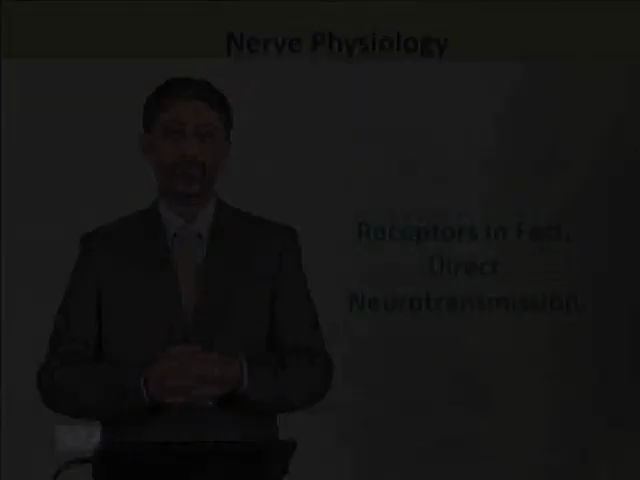 Nerve Physiology
Receptors in Fast,
Direct
Neurotransmission.